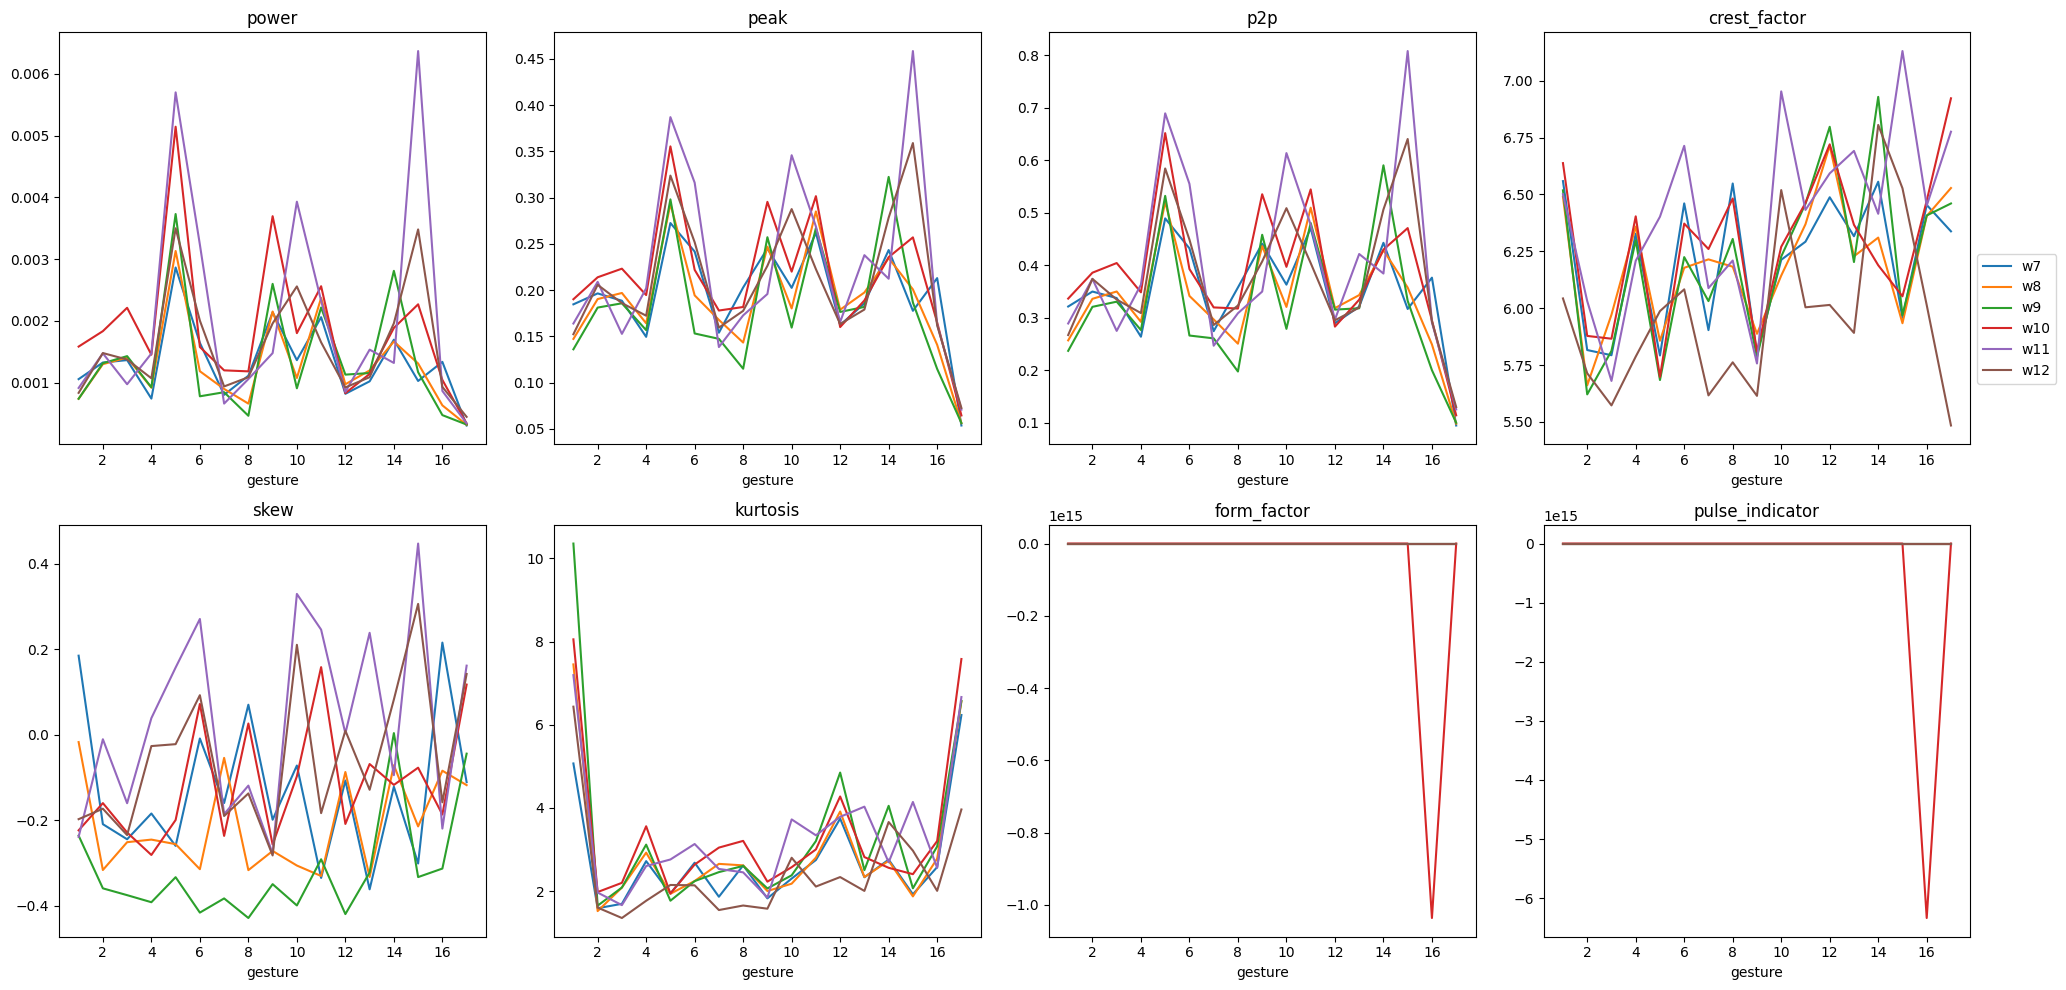 power
0.006
0.005
0.004
0.003
0.002
0.001
2 4 6 8 10 12 14 16
gesture
peak
0.45
0.40
0.35
0.30
0.25
0.20
0.15
0.10
0.05
2 4 6 8 10 12 14 16
gesture
p2p
0.8
0.7
0.6
0.5
0.4
0.3
0.2
0.1
2 4 6 8 10 12 14 16
gesture
crest_factor
7.00
6.75
6.50
6.25
6.00
5.75
5.50
2 4 6 8 10 12 14 16
gesture
w7
w8
w9
w10
w11
w12
skew
0.4
0.2
0.0
−0.2
−0.4
2 4 6 8 10 12 14 16
gesture
kurtosis
10
8
6
4
2
2 4 6 8 10 12 14 16
gesture
form_factor
1e15
0.0
−0.2
−0.4
−0.6
−0.8
−1.0
2 4 6 8 10 12 14 16
gesture
pulse_indicator
1e15
0
−1
−2
−3
−4
−5
−6
2 4 6 8 10 12 14 16
gesture